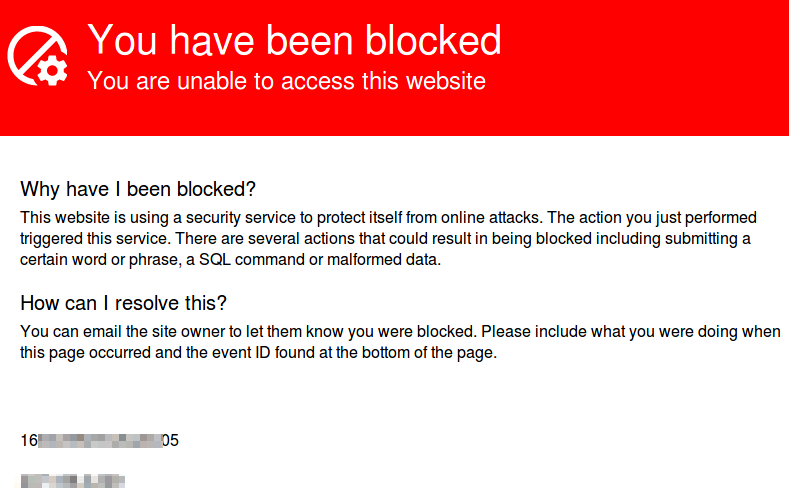 You have been blocked
You are unable to access this website
Why have I been blocked?
This website is using a security service to protect itself from online attacks. The action you just performed
triggered this service. There are several actions that could result in being blocked including submitting a
certain word or phrase, a SQL command or malformed data.
How can I resolve this?
You can email the site owner to let them know you were blocked. Please include what you were doing when
this page occurred and the event ID found at the bottom of the page.
16 05